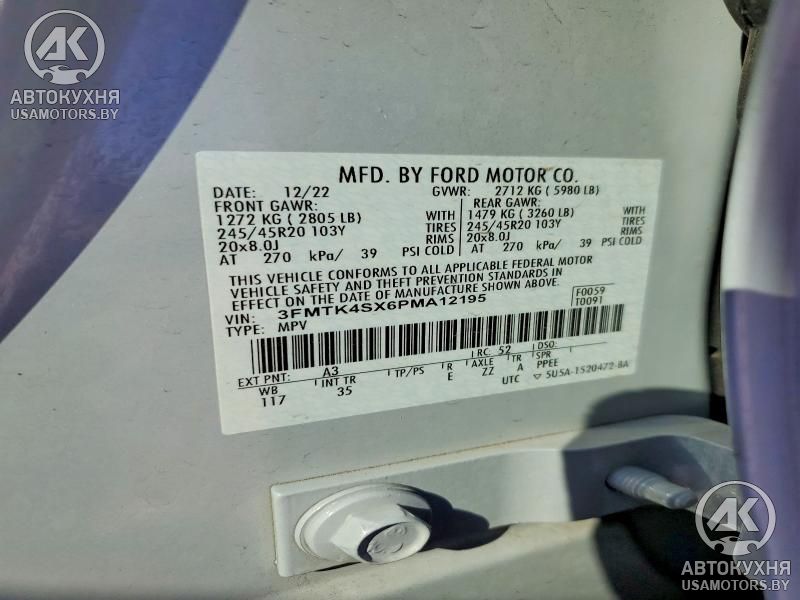 AK
АВТОКУХНЯ
USAMOTORS.BY
MFD. BY FORD MOTOR CO.
DATE: 12/22 GVWR: 2712 KG ( 5980 LB)
FRONT GAWR: REAR GAWR:
1272 KG ( 2805 LB) WITH 1479 KG ( 3260 LB) WITH
245/45R20 103Y TIRES 245/45R20 103Y TIRES
20x8.0J RIMS 20x8.0J RIMS
AT 270 kPa/ 39 PSI COLD AT 270 kPa/ 39 PSI COLD
THIS VEHICLE CONFORMS TO ALL APPLICABLE FEDERAL MOTOR
VEHICLE SAFETY AND THEFT PREVENTION STANDARDS IN
EFFECT ON THE DATE OF MANUFACTURE SHOWN ABOVE.
VIN: 3FMTK4SX6PMA12195 F0059
TYPE: MPV T0091
EXT PNT: A3 RC: 52 DSO:
WB INT TR TP/PS R AXLE TR SPR
117 35 E ZZ A PPEE
UTC ▽ 5U5A-1520472-BA
AK
АВТОКУХНЯ
USAMOTORS.BY